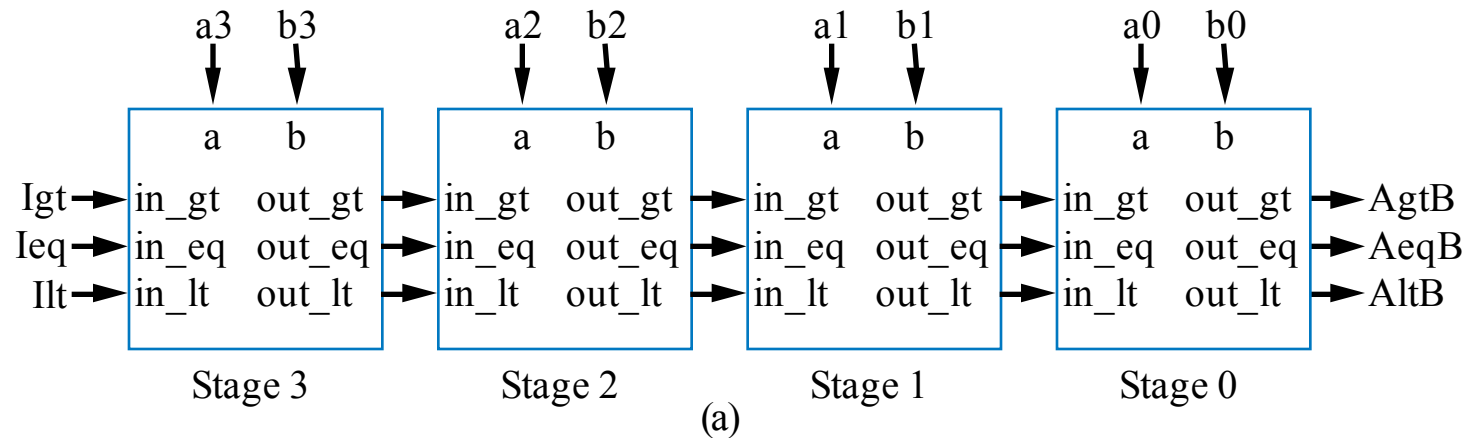 a3 b3 a2 b2 a1 b1 a0 b0
a b a b a b a b
Igt in_gt out_gt in_gt out_gt in_gt out_gt in_gt out_gt AgtB
Ieq in_eq out_eq in_eq out_eq in_eq out_eq in_eq out_eq AeqB
Ilt in_lt out_lt in_lt out_lt in_lt out_lt in_lt out_lt AltB
Stage 3 Stage 2 Stage 1 Stage 0
(a)